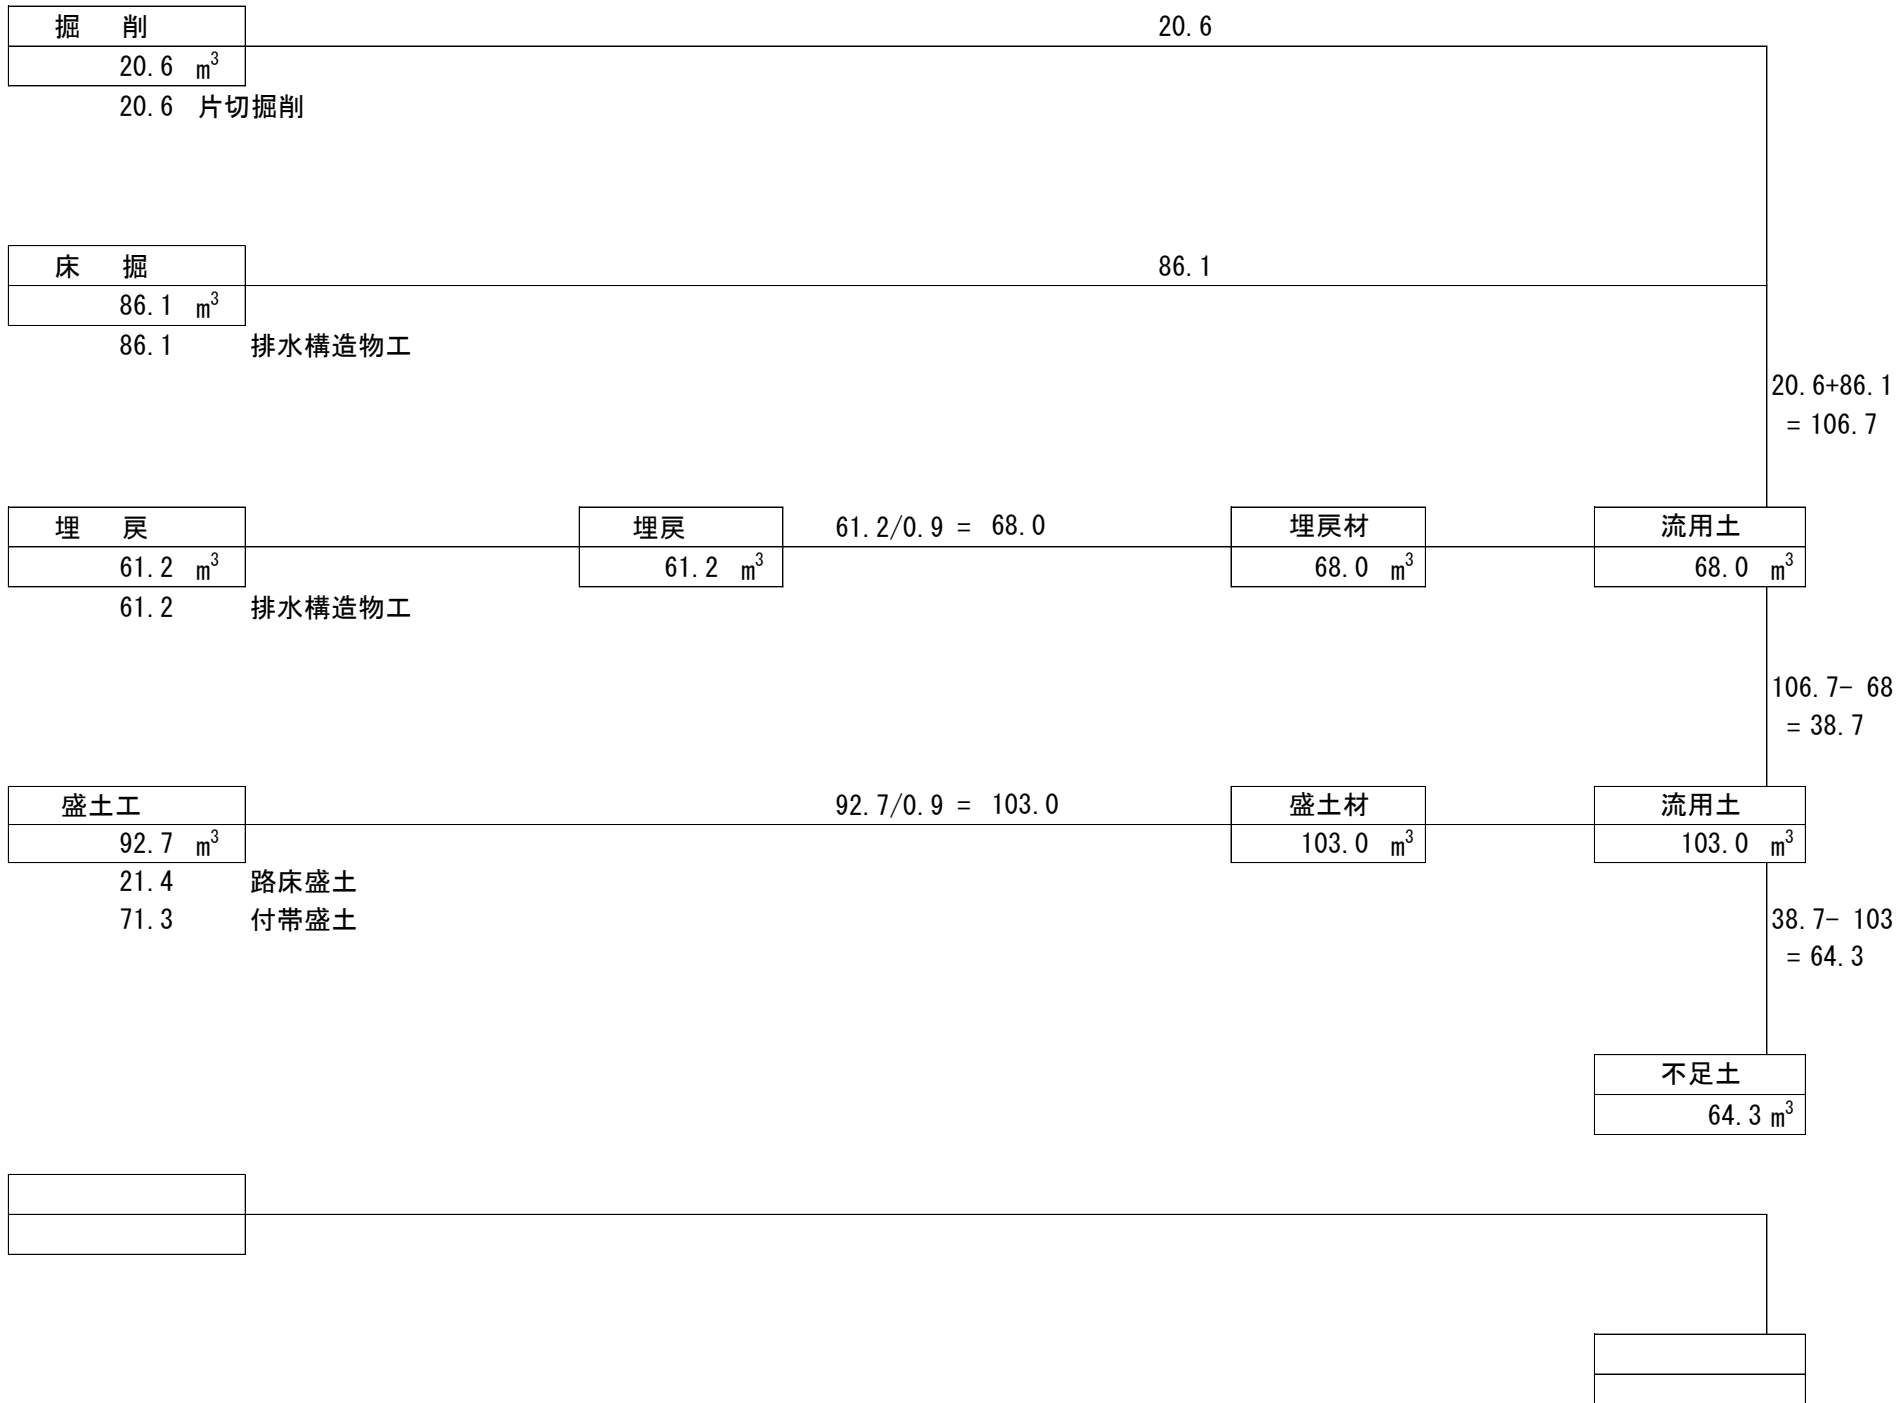 掘 削
20.6
20.6 m³
20.6 片切掘削
床 掘
86.1
86.1 m³
86.1 排水構造物工
20.6+86.1
= 106.7
埋 戻 埋戻 61.2/0.9 = 68.0 埋戻材 流用土
61.2 m³ 61.2 m³ 68.0 m³ 68.0 m³
61.2 排水構造物工
106.7- 68
= 38.7
盛土工 92.7/0.9 = 103.0 盛土材 流用土
92.7 m³ 103.0 m³ 103.0 m³
21.4 路床盛土
71.3 付帯盛土
38.7- 103
= 64.3
不足土
64.3 m³